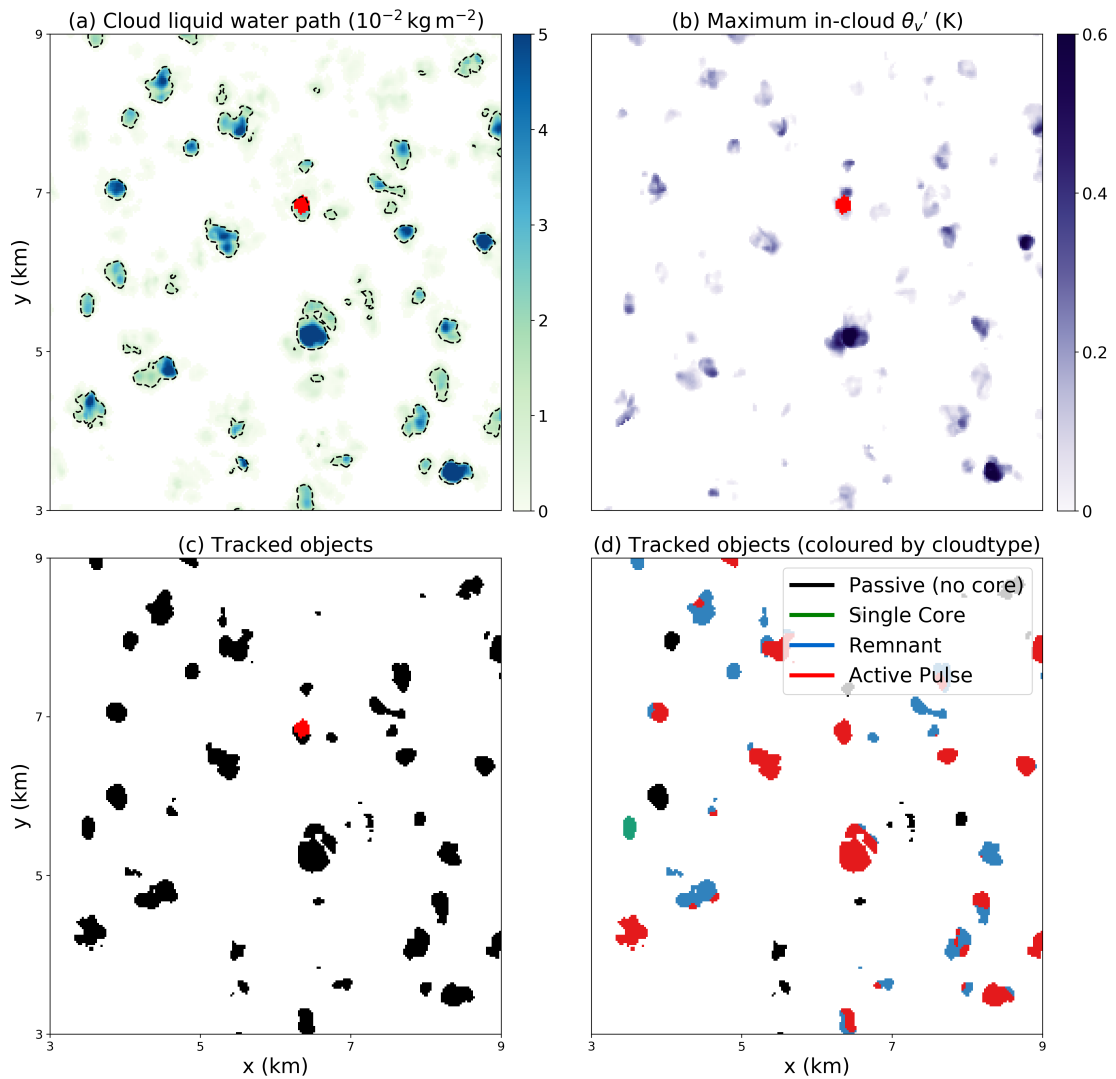 (a) Cloud liquid water path (10⁻² kg m⁻²)
9
7
5
3
y (km)
5
4
3
2
1
0
(b) Maximum in-cloud θᵥ′ (K)
0.6
0.4
0.2
0
(c) Tracked objects
9
7
5
3
y (km)
3
5
7
9
x (km)
(d) Tracked objects (coloured by cloudtype)
Passive (no core)
Single Core
Remnant
Active Pulse
3
5
7
9
x (km)